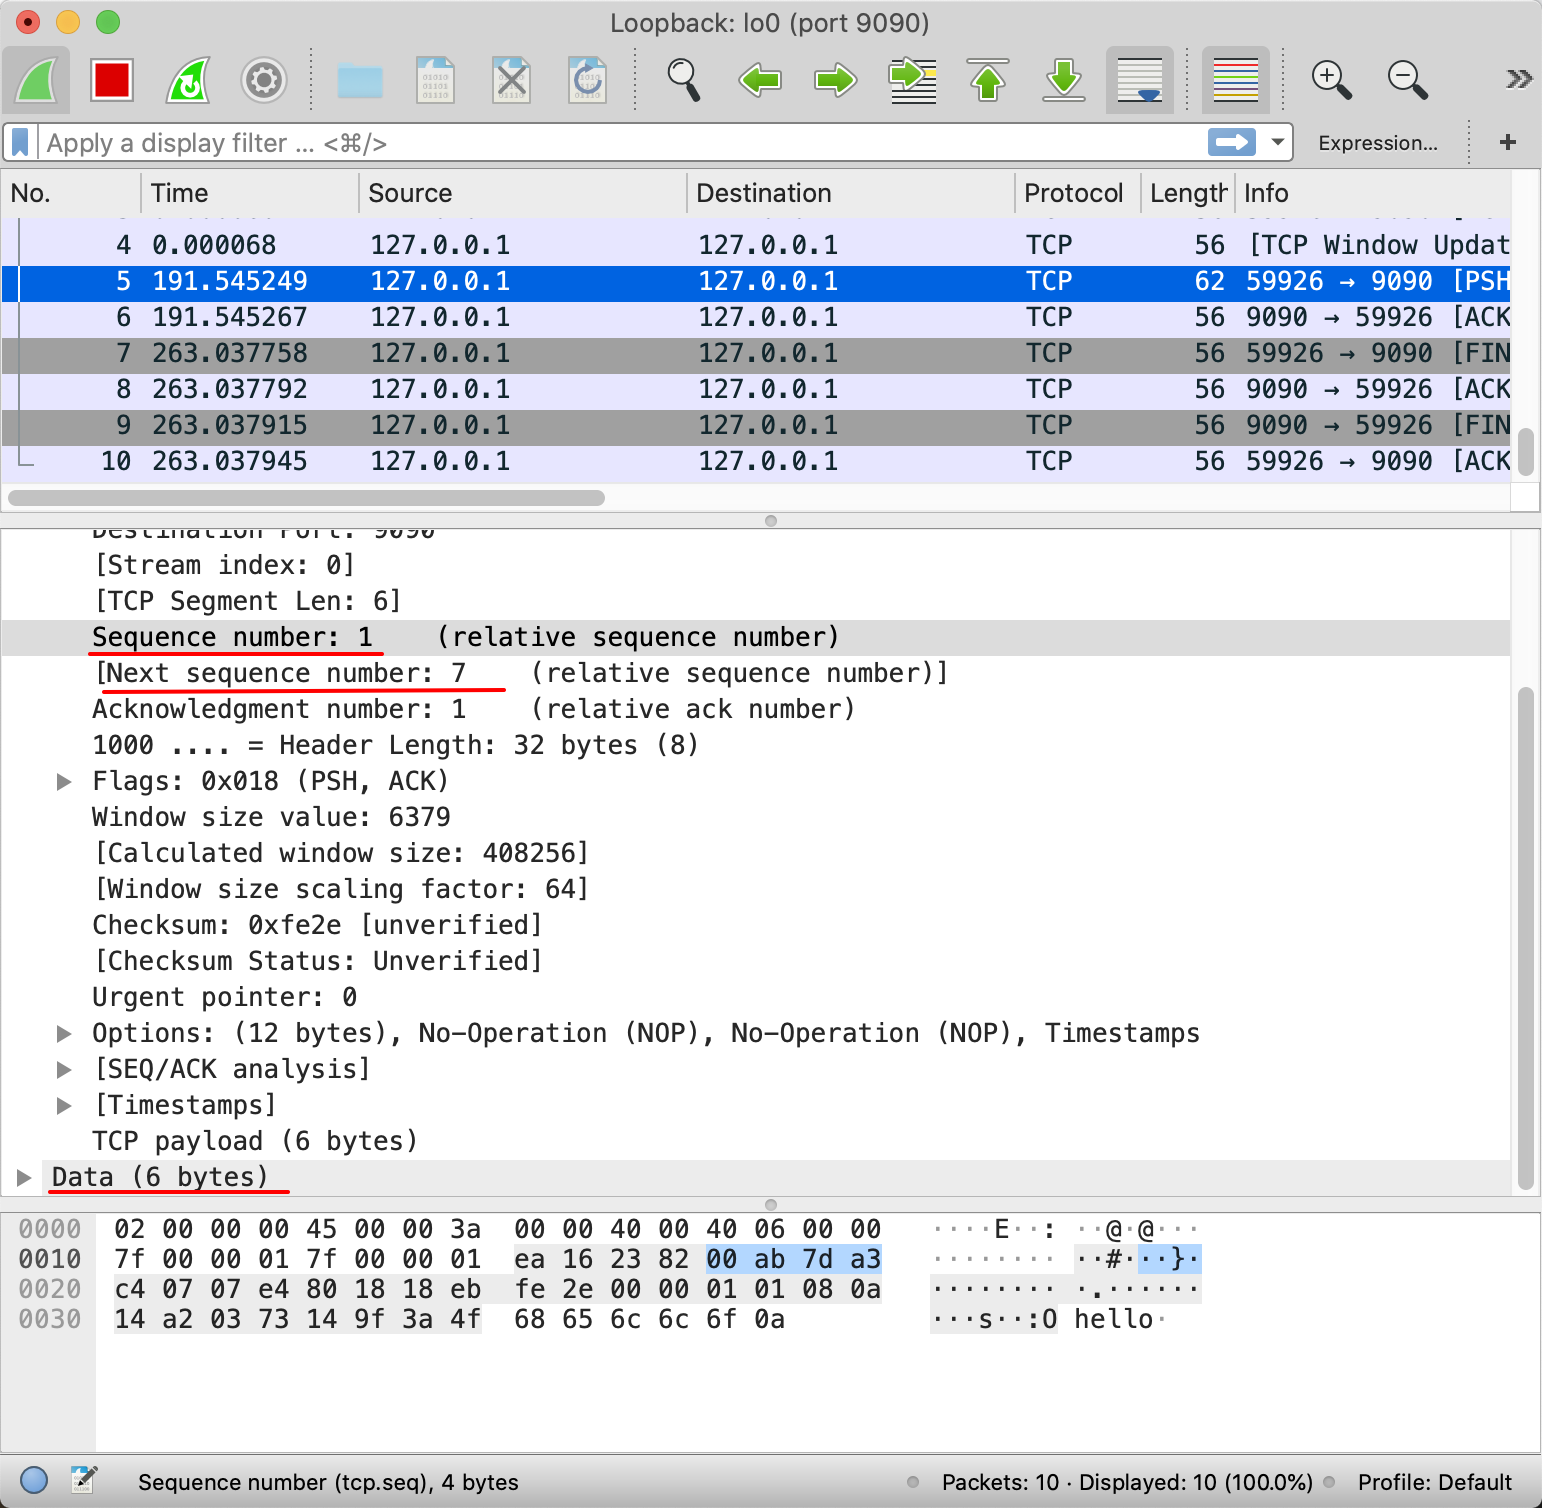 Loopback: lo0 (port 9090)
Apply a display filter ... <⌘/>
Expression...
+
No. Time Source Destination Protocol Length Info
4 0.000068 127.0.0.1 127.0.0.1 TCP 56 [TCP Window Updat
5 191.545249 127.0.0.1 127.0.0.1 TCP 62 59926 → 9090 [PSH
6 191.545267 127.0.0.1 127.0.0.1 TCP 56 9090 → 59926 [ACK
7 263.037758 127.0.0.1 127.0.0.1 TCP 56 59926 → 9090 [FIN
8 263.037792 127.0.0.1 127.0.0.1 TCP 56 9090 → 59926 [ACK
9 263.037915 127.0.0.1 127.0.0.1 TCP 56 9090 → 59926 [FIN
10 263.037945 127.0.0.1 127.0.0.1 TCP 56 59926 → 9090 [ACK
Destination Port: 9090
[Stream index: 0]
[TCP Segment Len: 6]
Sequence number: 1 (relative sequence number)
[Next sequence number: 7 (relative sequence number)]
Acknowledgment number: 1 (relative ack number)
1000 .... = Header Length: 32 bytes (8)
Flags: 0x018 (PSH, ACK)
Window size value: 6379
[Calculated window size: 408256]
[Window size scaling factor: 64]
Checksum: 0xfe2e [unverified]
[Checksum Status: Unverified]
Urgent pointer: 0
Options: (12 bytes), No-Operation (NOP), No-Operation (NOP), Timestamps
[SEQ/ACK analysis]
[Timestamps]
TCP payload (6 bytes)
Data (6 bytes)
0000 02 00 00 00 45 00 00 3a 00 00 40 00 40 06 00 00 ····E··: ··@·@···
0010 7f 00 00 01 7f 00 00 01 ea 16 23 82 00 ab 7d a3 ········ ··#···}·
0020 c4 07 07 e4 80 18 18 eb fe 2e 00 00 01 01 08 0a ········ ·.······
0030 14 a2 03 73 14 9f 3a 4f 68 65 6c 6c 6f 0a ···s··:O hello·
Sequence number (tcp.seq), 4 bytes
Packets: 10 · Displayed: 10 (100.0%)
Profile: Default